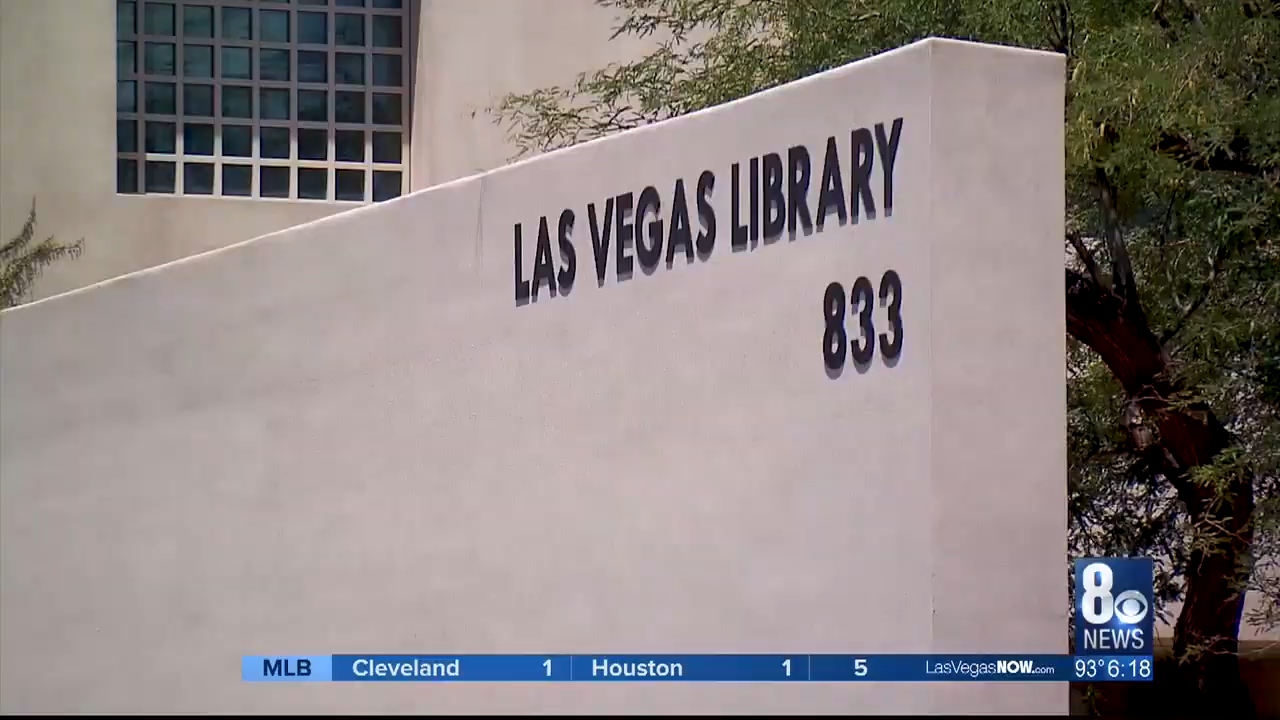 LAS VEGAS LIBRARY
833
8
NEWS
MLB Cleveland 1 Houston 1 5 LasVegasNOW.com 93° 6:18